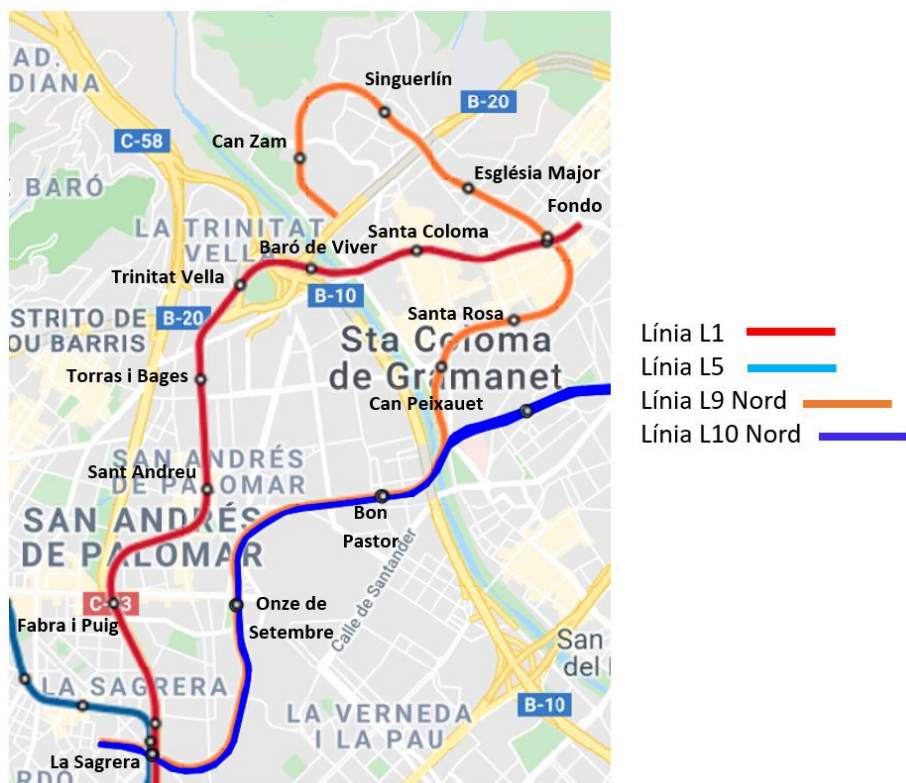 AD.
DIANA
Singuerlín
B-20
C-58
Can Zam
BARÓ
Església Major
Fondo
LA TRINITAT
VELLA
Santa Coloma
Baró de Viver
Trinitat Vella
B-10
STRITO DE
OU BARRIS
B-20
Santa Rosa
Sta Coloma
de Gramanet
Línia L1
Línia L5
Línia L9 Nord
Línia L10 Nord
Torras i Bages
Can Peixauet
SAN ANDRÉS
DE PALOMAR
Sant Andreu
SAN ANDRÉS
DE PALOMAR
Bon
Pastor
Calle de Santander
Fabra i Puig
Onze de
Setembre
San
del
LA SAGRERA
B-10
LA VERNEDA
I LA PAU
La Sagrera
RDO